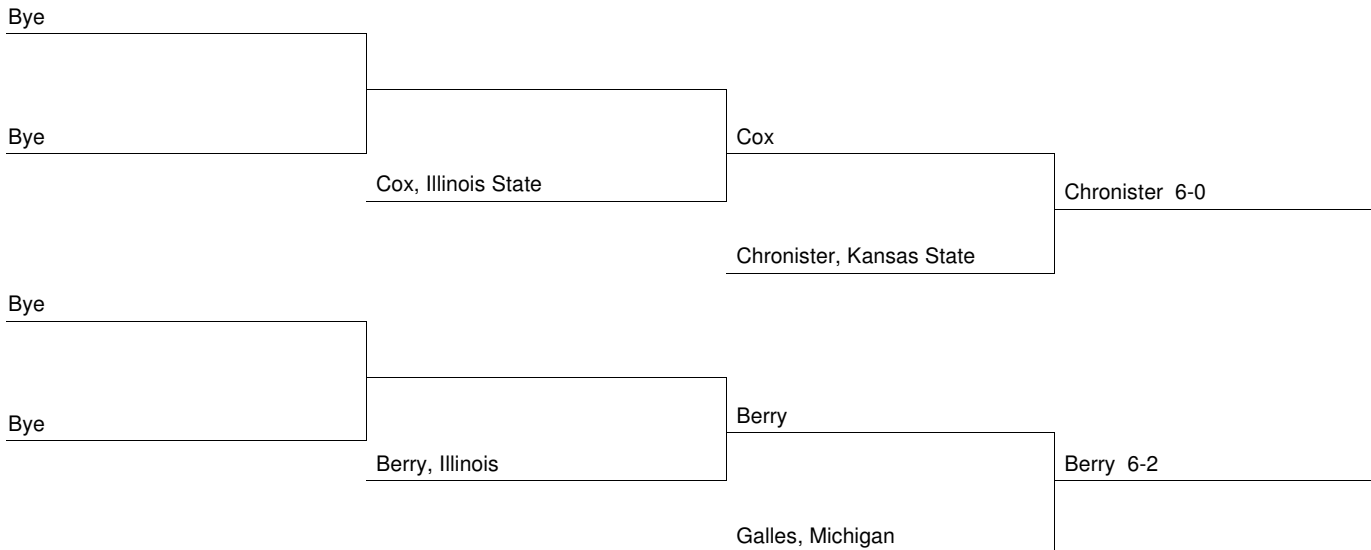 Bye
Bye
Cox
Cox, Illinois State
Chronister  6-0
Chronister, Kansas State
Bye
Berry
Bye
Berry, Illinois
Berry  6-2
Galles, Michigan